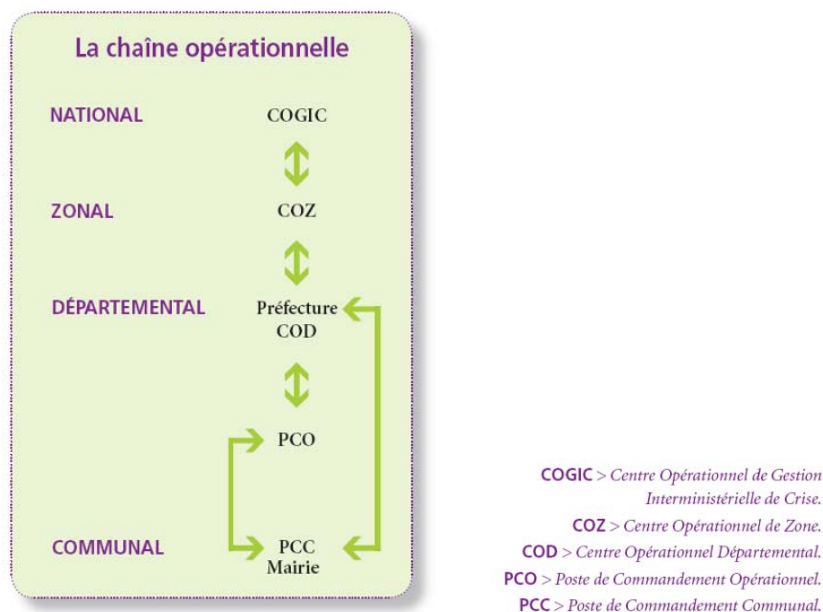 La chaîne opérationnelle
NATIONAL COGIC
ZONAL COZ
DÉPARTEMENTAL Préfecture
COD
PCO
COMMUNAL PCC
Mairie
COGIC > Centre Opérationnel de Gestion
Interministérielle de Crise.
COZ > Centre Opérationnel de Zone.
COD > Centre Opérationnel Départemental.
PCO > Poste de Commandement Opérationnel.
PCC > Poste de Commandement Communal.